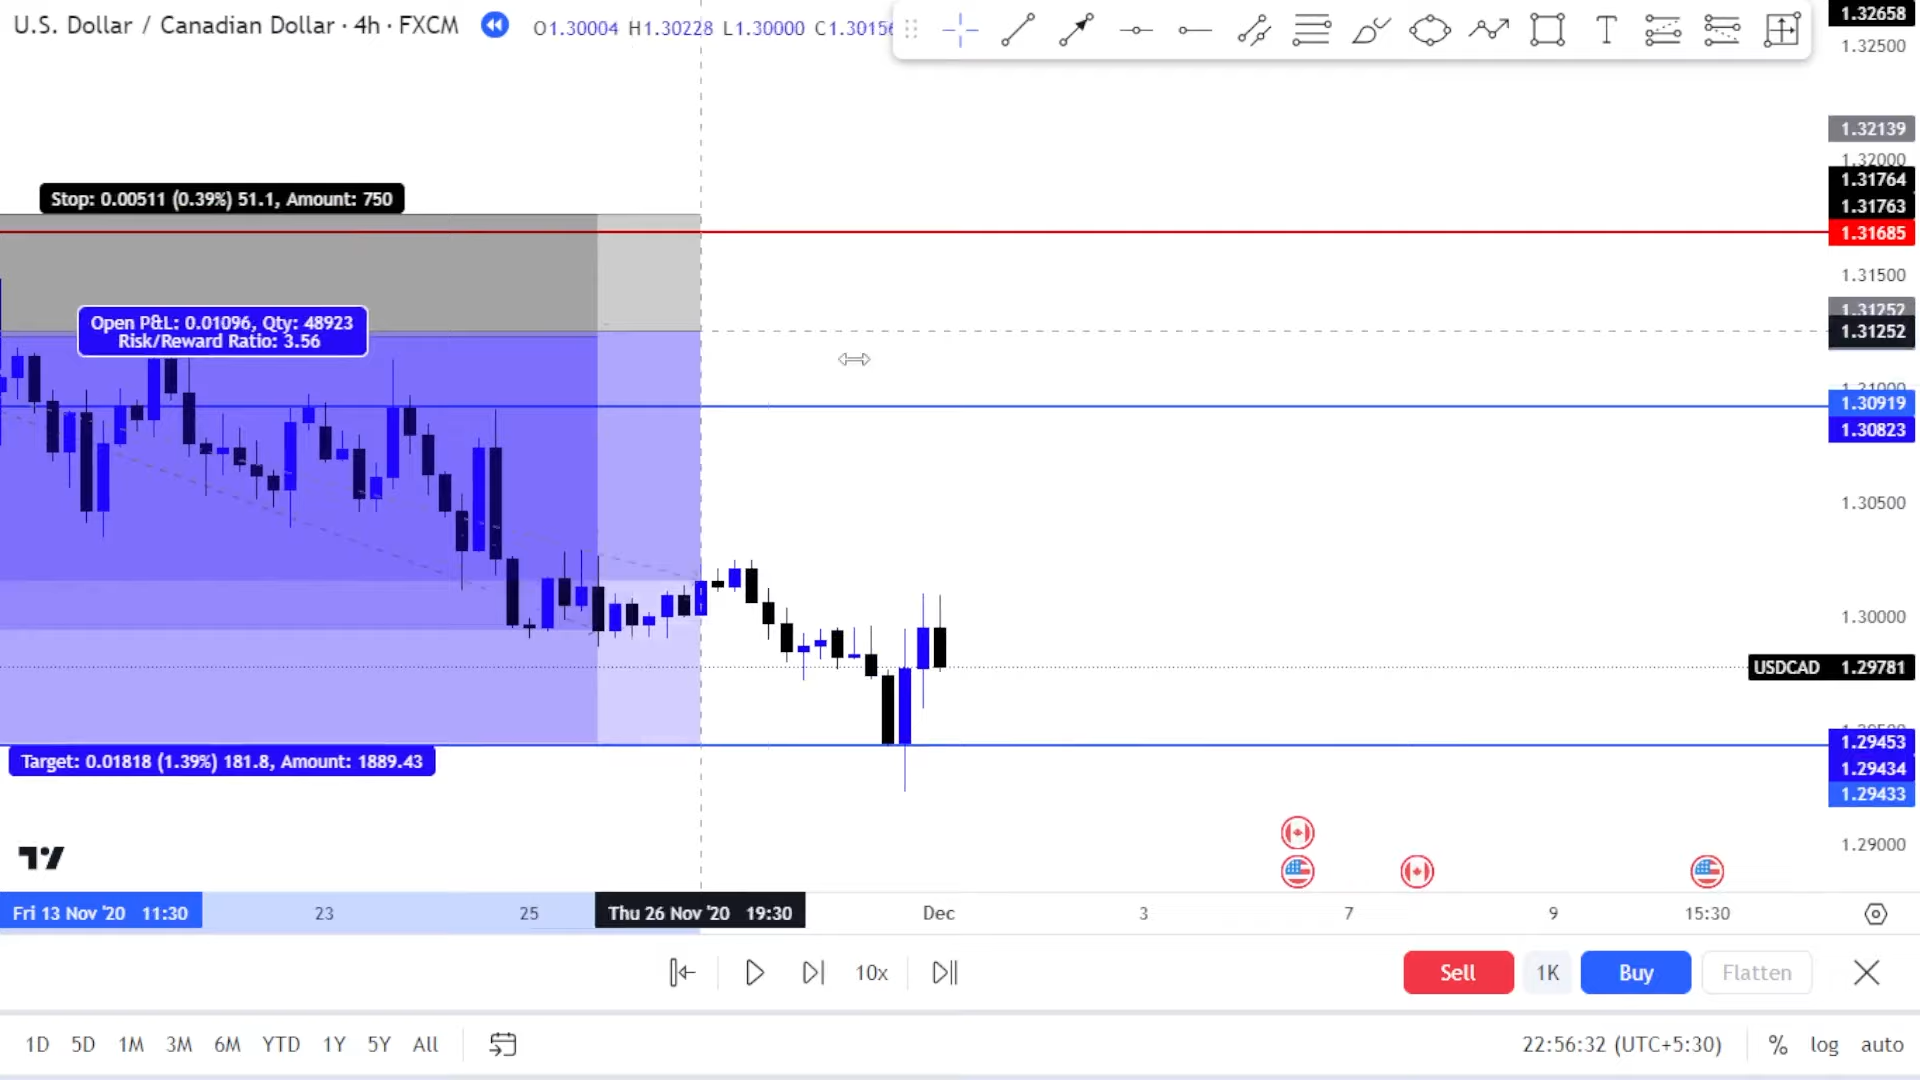 U.S. Dollar / Canadian Dollar · 4h · FXCM
O1.30004 H1.30228 L1.30000 C1.30156
1.32658
1.32500
1.32139
1.32000
1.31764
1.31763
1.31685
1.31500
1.31252
1.31252
1.30919
1.30823
1.30500
1.30000
USDCAD 1.29781
1.29453
1.29434
1.29433
1.29000
Stop: 0.00511 (0.39%) 51.1, Amount: 750
Open P&L: 0.01096, Qty: 48923
Risk/Reward Ratio: 3.56
Target: 0.01818 (1.39%) 181.8, Amount: 1889.43
Fri 13 Nov '20 11:30
23
25
Thu 26 Nov '20 19:30
Dec
3
7
9
15:30
10x
Sell
1K
Buy
Flatten
1D 5D 1M 3M 6M YTD 1Y 5Y All
22:56:32 (UTC+5:30)
% log auto